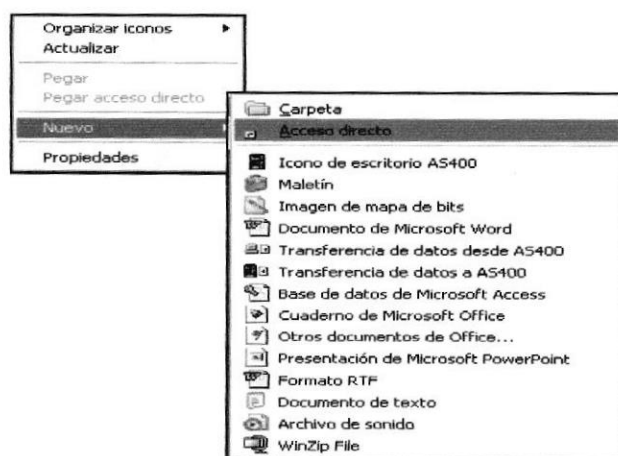 Organizar iconos
Actualizar
Pegar
Pegar acceso directo
Nuevo
Propiedades
Carpeta
Acceso directo
Icono de escritorio AS400
Maletín
Imagen de mapa de bits
Documento de Microsoft Word
Transferencia de datos desde AS400
Transferencia de datos a AS400
Base de datos de Microsoft Access
Cuaderno de Microsoft Office
Otros documentos de Office...
Presentación de Microsoft PowerPoint
Formato RTF
Documento de texto
Archivo de sonido
WinZip File